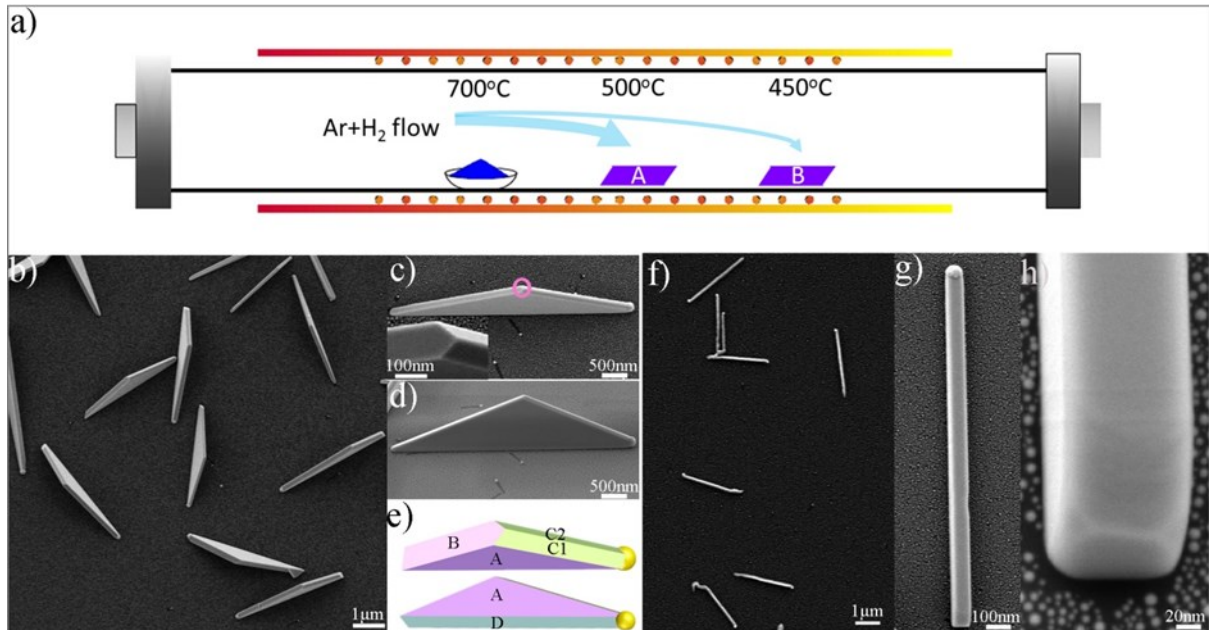 a)
700°C
500°C
450°C
Ar+H₂ flow
A
B
b)
1μm
c)
100nm
500nm
d)
500nm
e)
B
C2
C1
A
A
D
f)
1μm
g)
100nm
h)
20nm